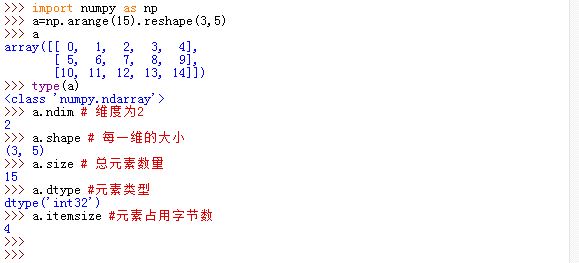 >>> import numpy as np
>>> a=np.arange(15).reshape(3,5)
>>> a
array([[ 0,  1,  2,  3,  4],
       [ 5,  6,  7,  8,  9],
       [10, 11, 12, 13, 14]])
>>> type(a)
<class 'numpy.ndarray'>
>>> a.ndim # 维度为2
2
>>> a.shape # 每一维的大小
(3, 5)
>>> a.size # 总元素数量
15
>>> a.dtype #元素类型
dtype('int32')
>>> a.itemsize #元素占用字节数
4
>>>
>>>